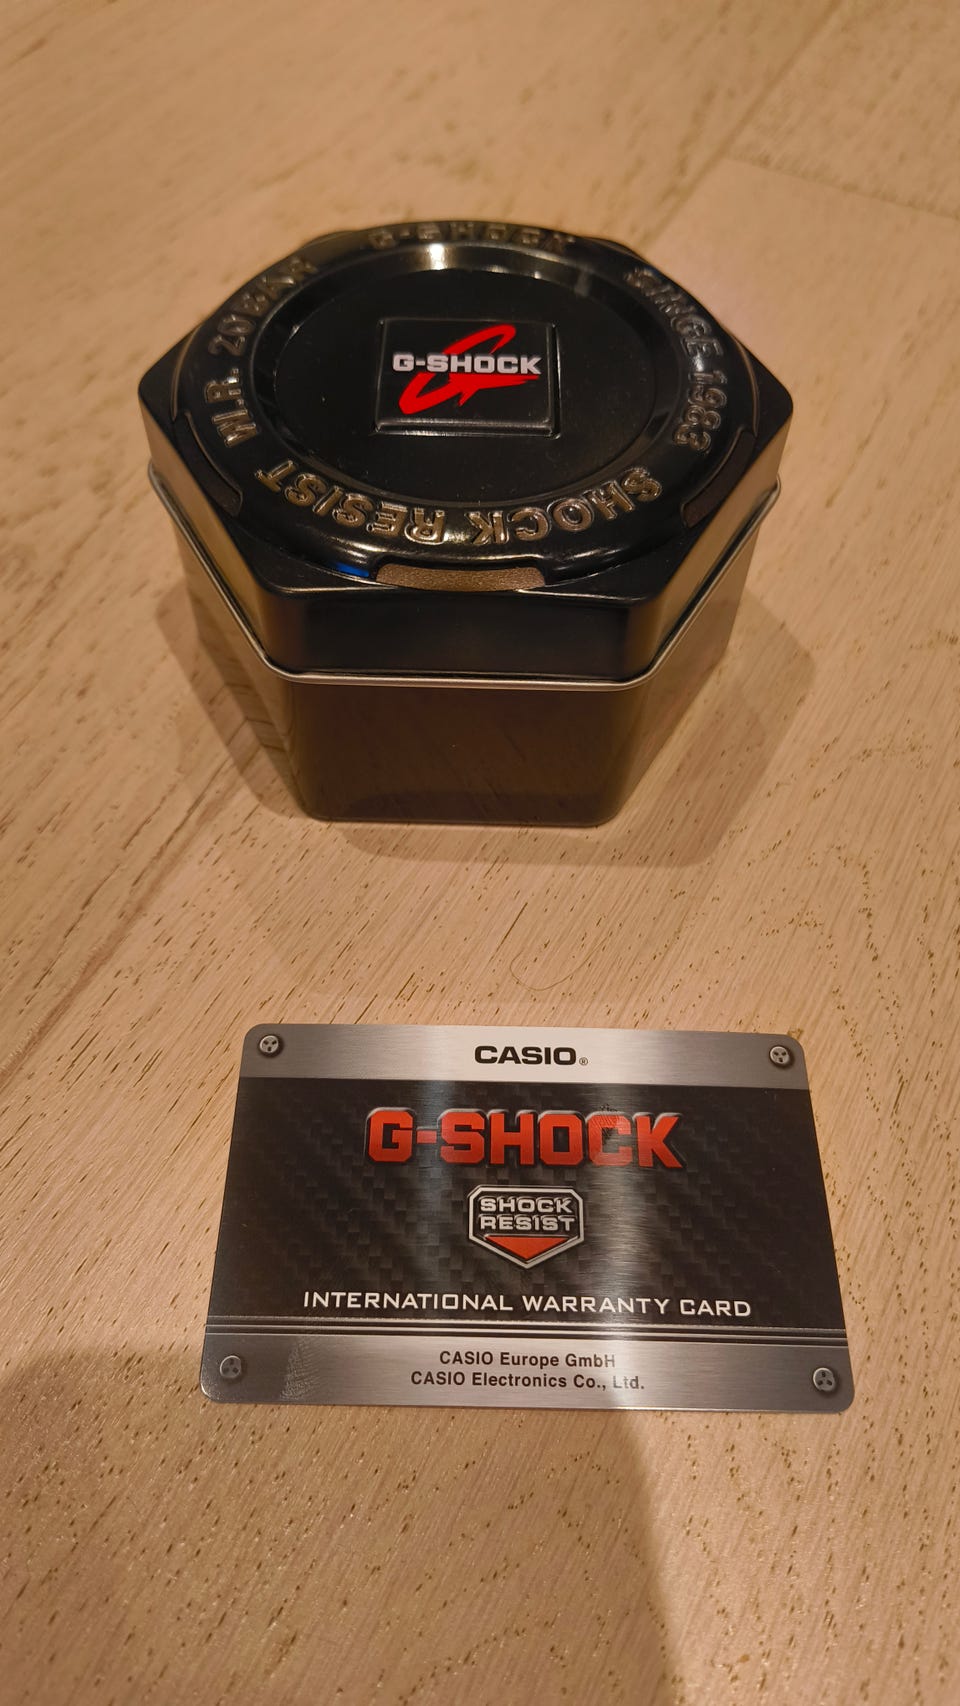 G-SHOCK
SINCE 1983
SHOCK RESIST
W.R. 20BAR
G-SHOCK
CASIO®
G-SHOCK
SHOCK
RESIST
INTERNATIONAL WARRANTY CARD
CASIO Europe GmbH
CASIO Electronics Co., Ltd.